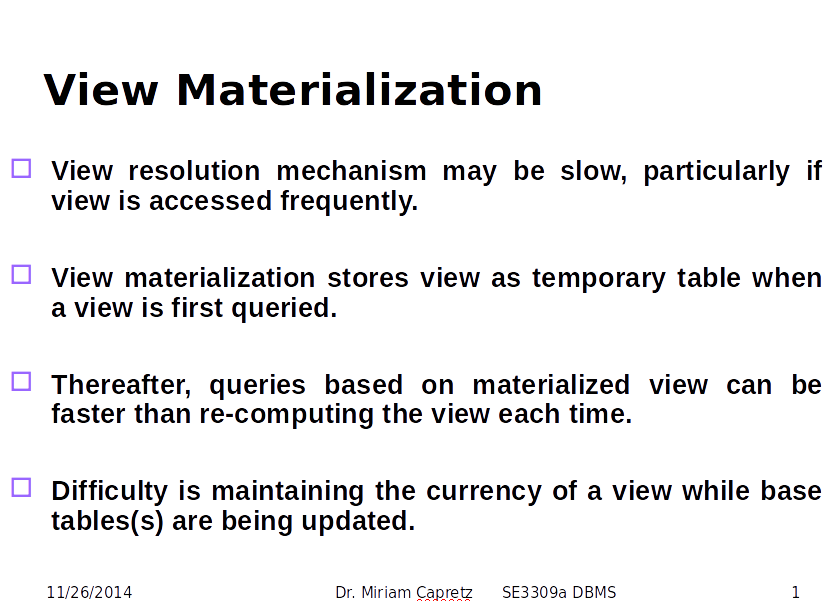 View Materialization
View resolution mechanism may be slow, particularly if
view is accessed frequently.
View materialization stores view as temporary table when
a view is first queried.
Thereafter, queries based on materialized view can be
faster than re-computing the view each time.
Difficulty is maintaining the currency of a view while base
tables(s) are being updated.
11/26/2014 Dr. Miriam Capretz SE3309a DBMS 1